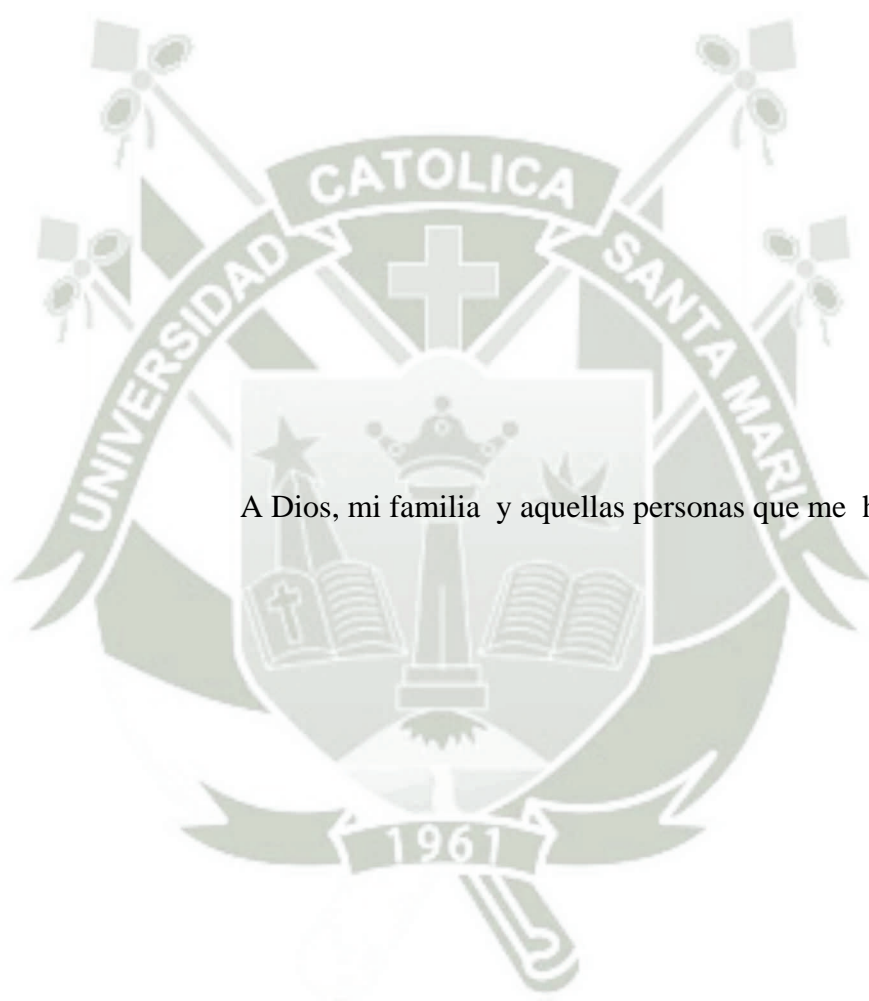 CATOLICA
UNIVERSIDAD
SANTA MARIA
A Dios, mi familia y aquellas personas que me
1961